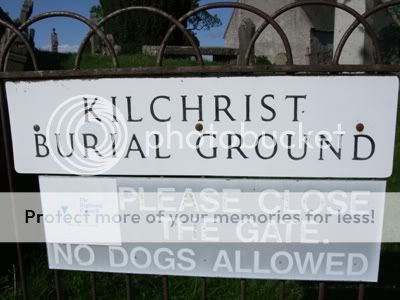 KILCHRIST
BURIAL GROUND
photobucket
PLEASE CLOSE
THE GATE.
Protect more of your memories for less!
NO DOGS ALLOWED